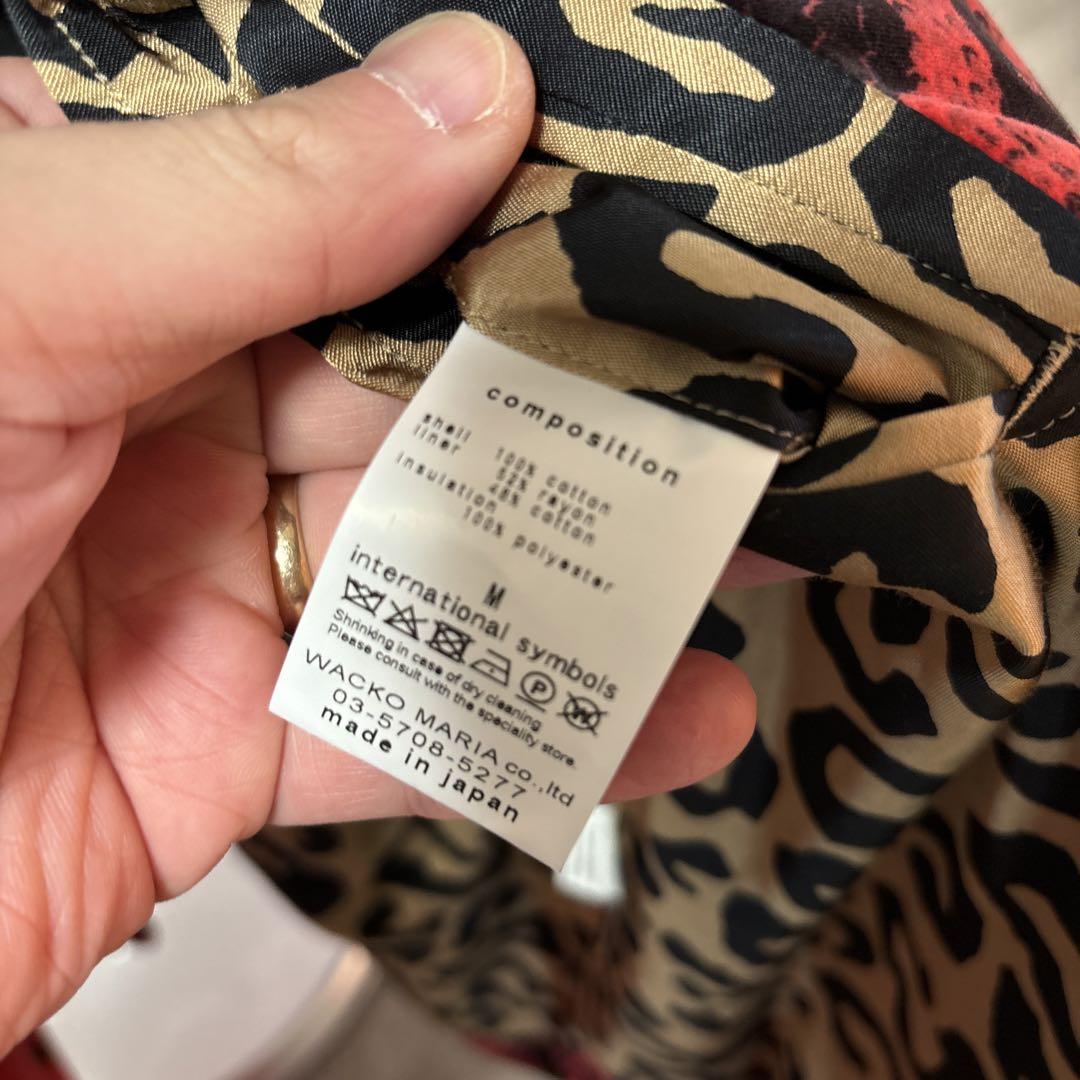 composition
shell 100% cotton
liner 52% rayon
48% cotton
insulation
100% polyester
M
international symbols
P W
Shrinking in case of dry cleaning
Please consult with the speciality store.
WACKO MARIA co.,ltd
03-5708-5277
made in japan